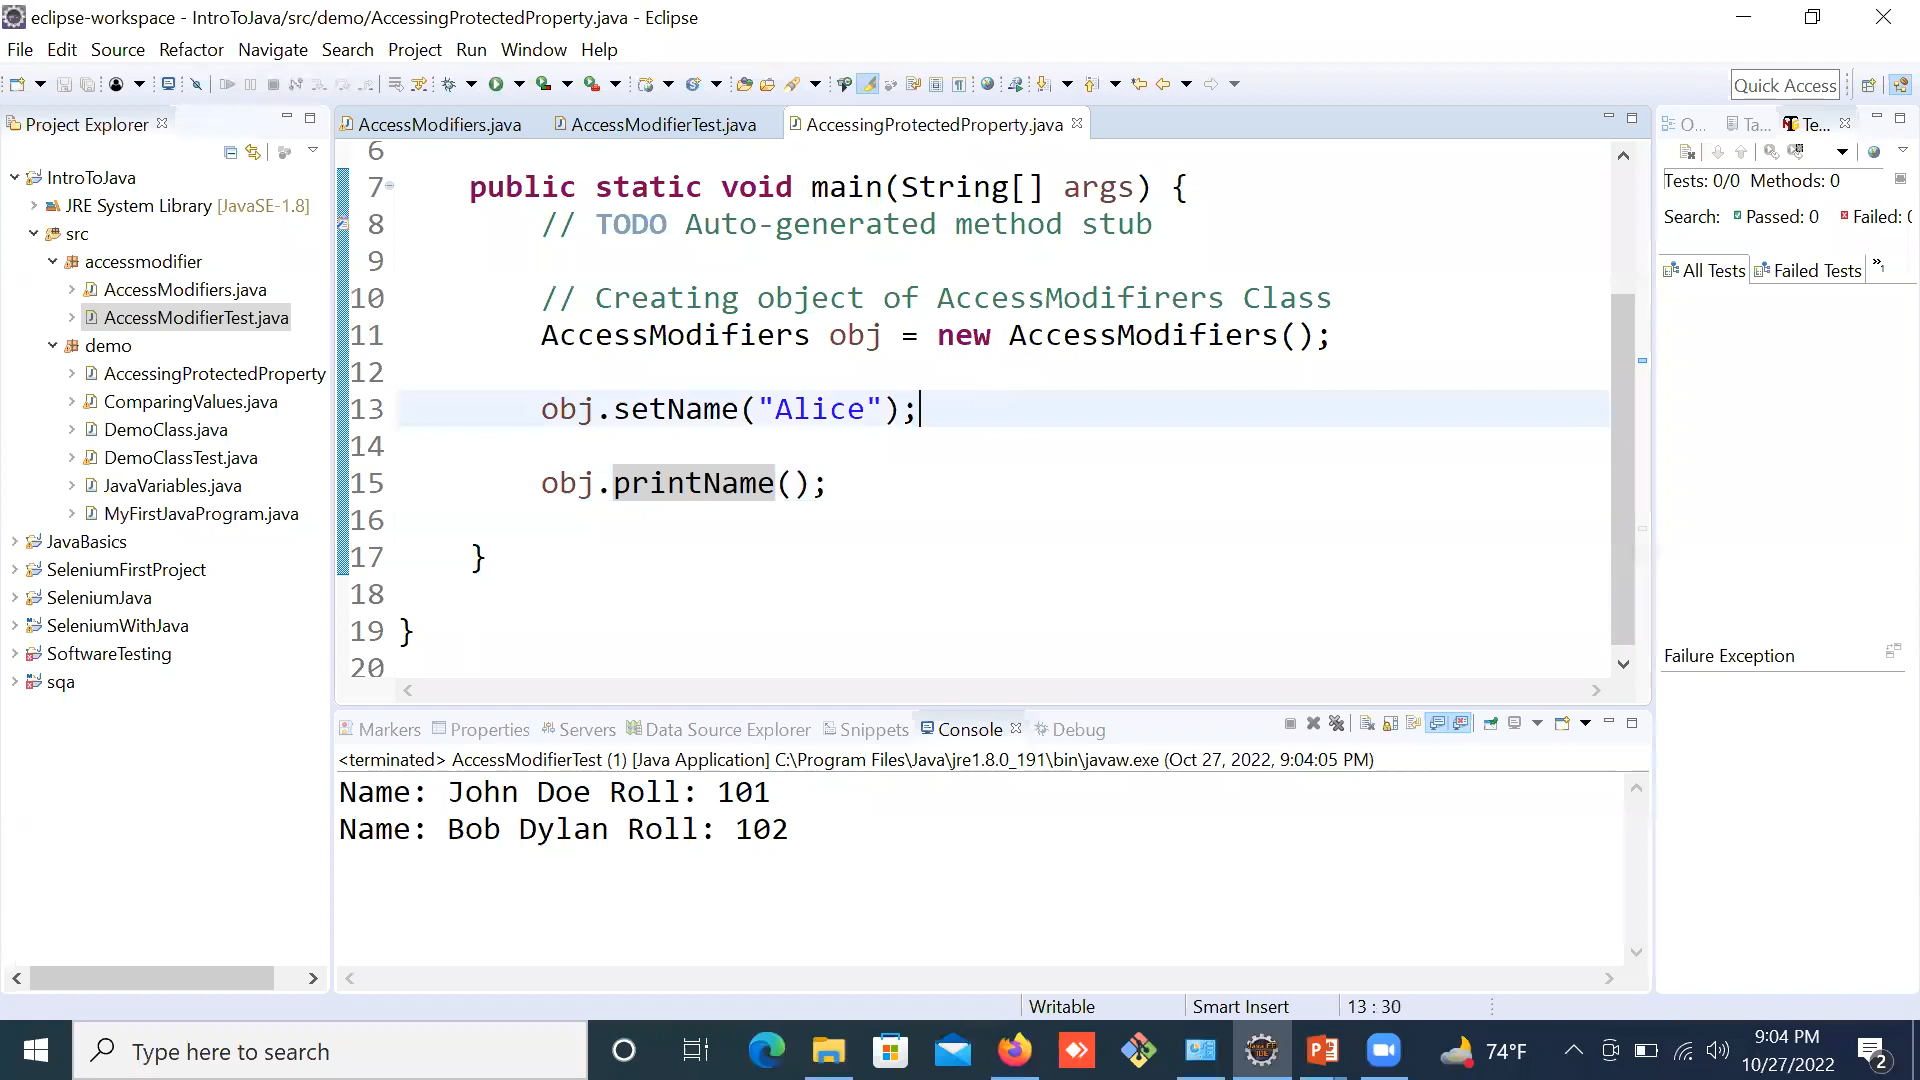 eclipse-workspace - IntroToJava/src/demo/AccessingProtectedProperty.java - Eclipse
File Edit Source Refactor Navigate Search Project Run Window Help
Quick Access
Project Explorer
AccessModifiers.java
AccessModifierTest.java
AccessingProtectedProperty.java
O...
Ta...
Te...
IntroToJava
JRE System Library [JavaSE-1.8]
src
accessmodifier
AccessModifiers.java
AccessModifierTest.java
demo
AccessingProtectedProperty
ComparingValues.java
DemoClass.java
DemoClassTest.java
JavaVariables.java
MyFirstJavaProgram.java
JavaBasics
SeleniumFirstProject
SeleniumJava
SeleniumWithJava
SoftwareTesting
sqa
6
7 public static void main(String[] args) {
8 // TODO Auto-generated method stub
9
10 // Creating object of AccessModifirers Class
11 AccessModifiers obj = new AccessModifiers();
12
13 obj.setName("Alice");
14
15 obj.printName();
16
17 }
18
19 }
20
Tests: 0/0 Methods: 0
Search: Passed: 0 Failed: 0
All Tests Failed Tests
Failure Exception
Markers Properties Servers Data Source Explorer Snippets Console Debug
<terminated> AccessModifierTest (1) [Java Application] C:\Program Files\Java\jre1.8.0_191\bin\javaw.exe (Oct 27, 2022, 9:04:05 PM)
Name: John Doe Roll: 101
Name: Bob Dylan Roll: 102
Writable Smart Insert 13 : 30
Type here to search
74°F
9:04 PM
10/27/2022
2